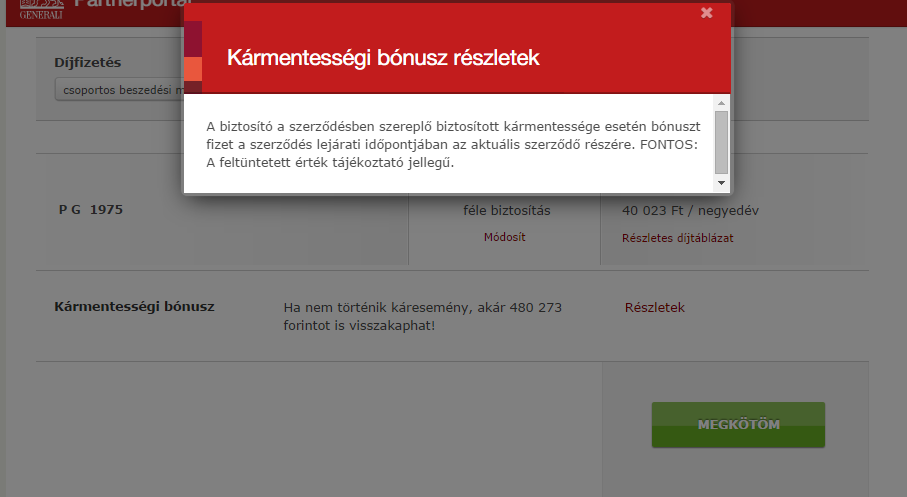 GENERALI
Partnerportál
Kármentességi bónusz részletek
Díjfizetés
csoportos beszedési m
A biztosító a szerződésben szereplő biztosított kármentessége esetén bónuszt
fizet a szerződés lejárati időpontjában az aktuális szerződő részére. FONTOS:
A feltüntetett érték tájékoztató jellegű.
P G 1975
féle biztosítás
40 023 Ft / negyedév
Módosít
Részletes díjtáblázat
Kármentességi bónusz
Ha nem történik káresemény, akár 480 273
forintot is visszakaphat!
Részletek
MEGKÖTÖM